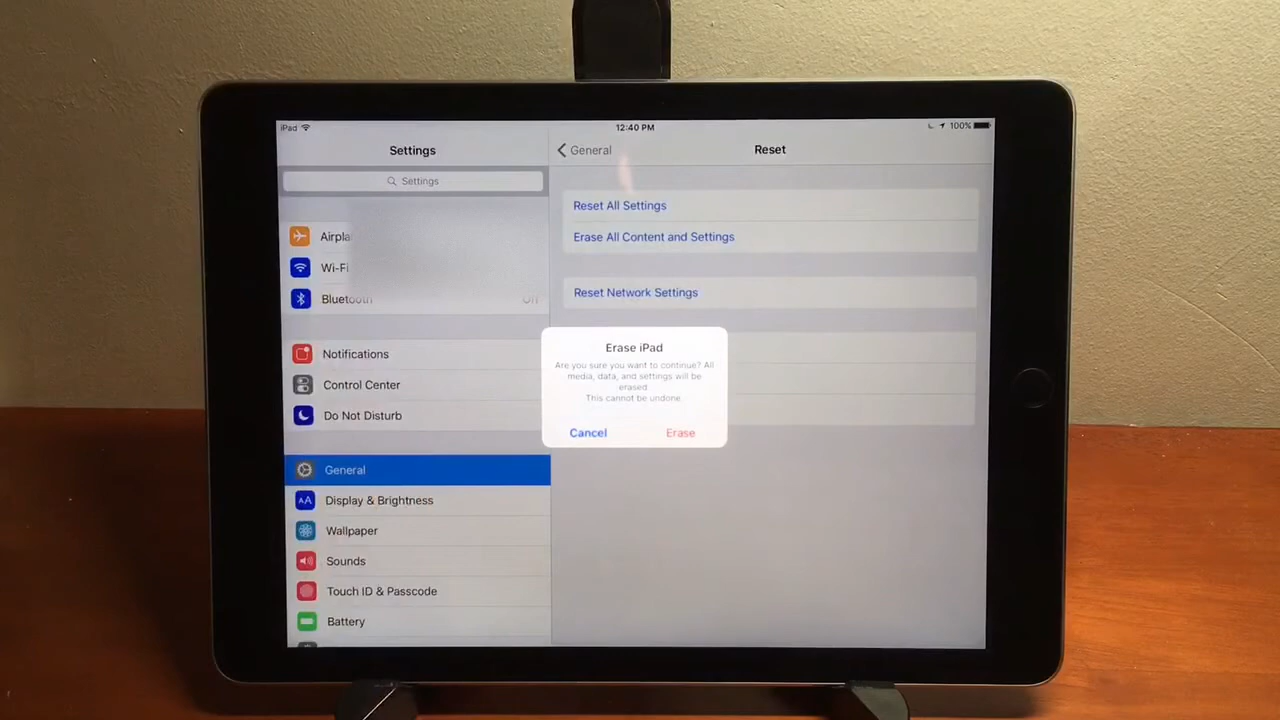 iPad
12:40 PM
100%
Settings
General
Reset
Settings
Reset All Settings
Erase All Content and Settings
Reset Network Settings
Airpla
Wi-Fi
Bluetooth
Off
Notifications
Control Center
Do Not Disturb
General
AA
Display & Brightness
Wallpaper
Sounds
Touch ID & Passcode
Battery
Erase iPad
Are you sure you want to continue? All
media, data, and settings will be
erased
This cannot be undone.
Cancel
Erase